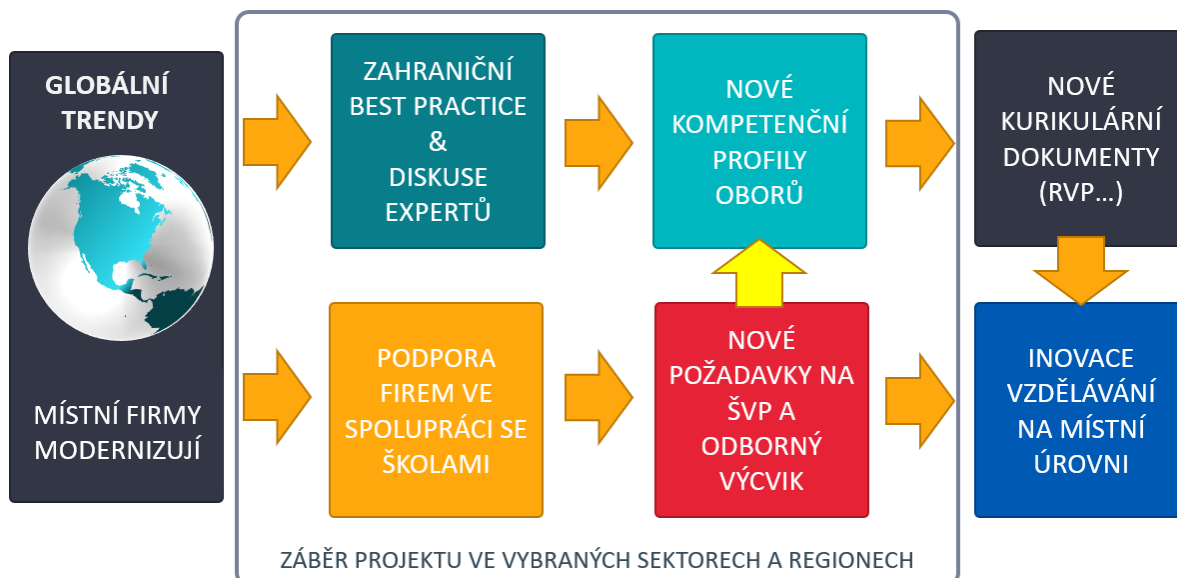 GLOBÁLNÍ
TRENDY
MÍSTNÍ FIRMY
MODERNIZUJÍ
ZAHRANIČNÍ
BEST PRACTICE
&
DISKUSE
EXPERTŮ
NOVÉ
KOMPETENČNÍ
PROFILY
OBORŮ
NOVÉ
KURIKULÁRNÍ
DOKUMENTY
(RVP...)
PODPORA
FIREM VE
SPOLUPRÁCI SE
ŠKOLAMI
NOVÉ
POŽADAVKY NA
ŠVP A
ODBORNÝ
VÝCVIK
INOVACE
VZDĚLÁVÁNÍ
NA MÍSTNÍ
ÚROVNI
ZÁBĚR PROJEKTU VE VYBRANÝCH SEKTORECH A REGIONECH